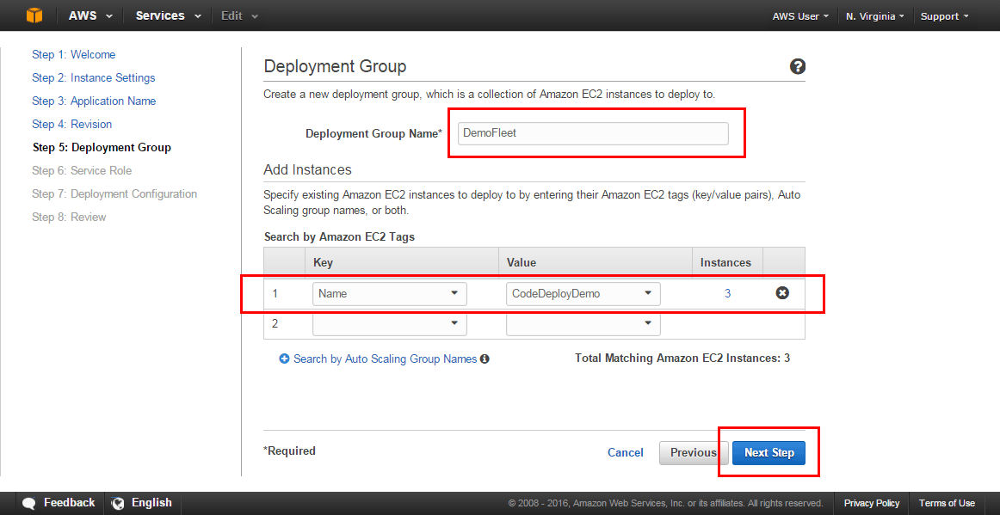 AWS Services Edit AWS User N. Virginia Support
Step 1: Welcome
Step 2: Instance Settings
Step 3: Application Name
Step 4: Revision
Step 5: Deployment Group
Step 6: Service Role
Step 7: Deployment Configuration
Step 8: Review
Deployment Group ?
Create a new deployment group, which is a collection of Amazon EC2 instances to deploy to.
Deployment Group Name* DemoFleet
Add Instances
Specify existing Amazon EC2 instances to deploy to by entering their Amazon EC2 tags (key/value pairs), Auto
Scaling group names, or both.
Search by Amazon EC2 Tags
Key Value Instances
1 Name CodeDeployDemo 3
2
Search by Auto Scaling Group Names Total Matching Amazon EC2 Instances: 3
*Required Cancel Previous Next Step
Feedback English © 2008 - 2016, Amazon Web Services, Inc. or its affiliates. All rights reserved. Privacy Policy Terms of Use